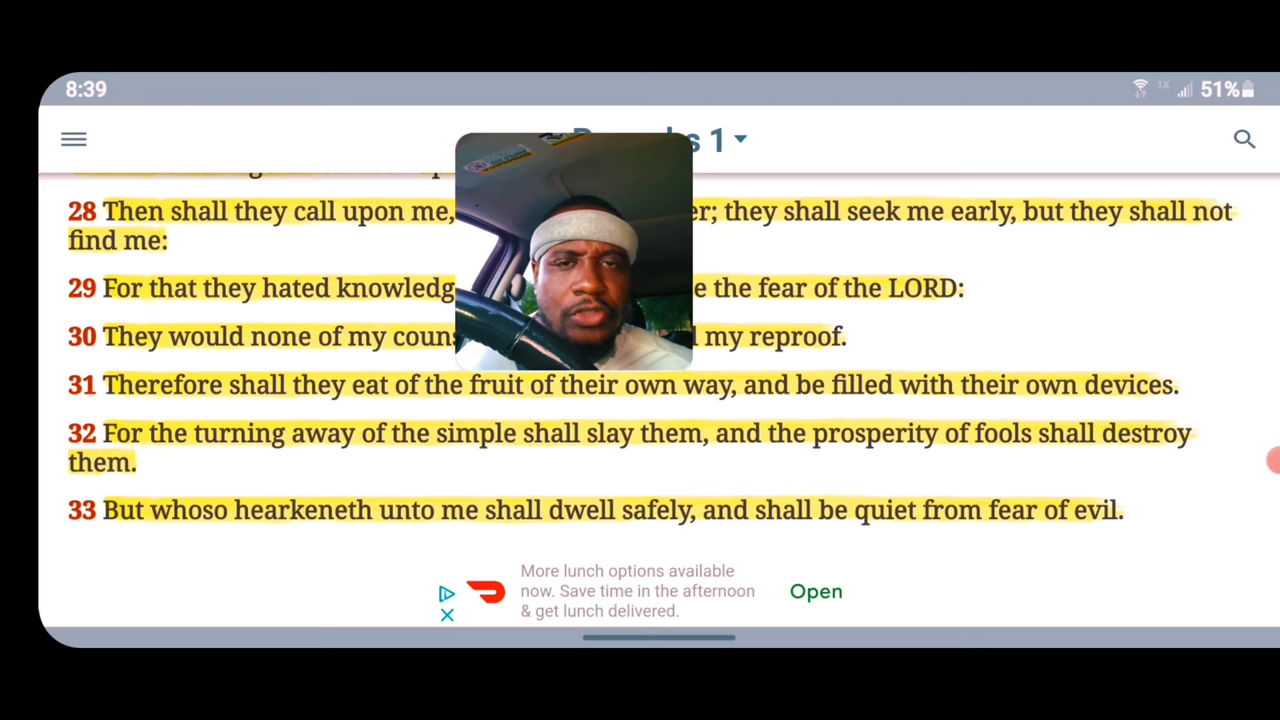 8:39
1X
51%
s 1
28 Then shall they call upon me, er; they shall seek me early, but they shall not
find me:
29 For that they hated knowledg e the fear of the LORD:
30 They would none of my couns my reproof.
31 Therefore shall they eat of the fruit of their own way, and be filled with their own devices.
32 For the turning away of the simple shall slay them, and the prosperity of fools shall destroy
them.
33 But whoso hearkeneth unto me shall dwell safely, and shall be quiet from fear of evil.
More lunch options available
now. Save time in the afternoon
& get lunch delivered.
Open